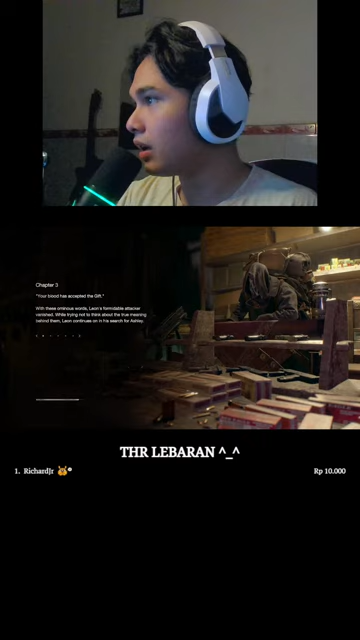 Chapter 3
"Your blood has accepted the Gift."
With these ominous words, Leon's formidable attacker
vanished. While trying not to think about the true meaning
behind them, Leon continues on in his search for Ashley.
THR LEBARAN ^_^
1. RichardJr
Rp 10.000